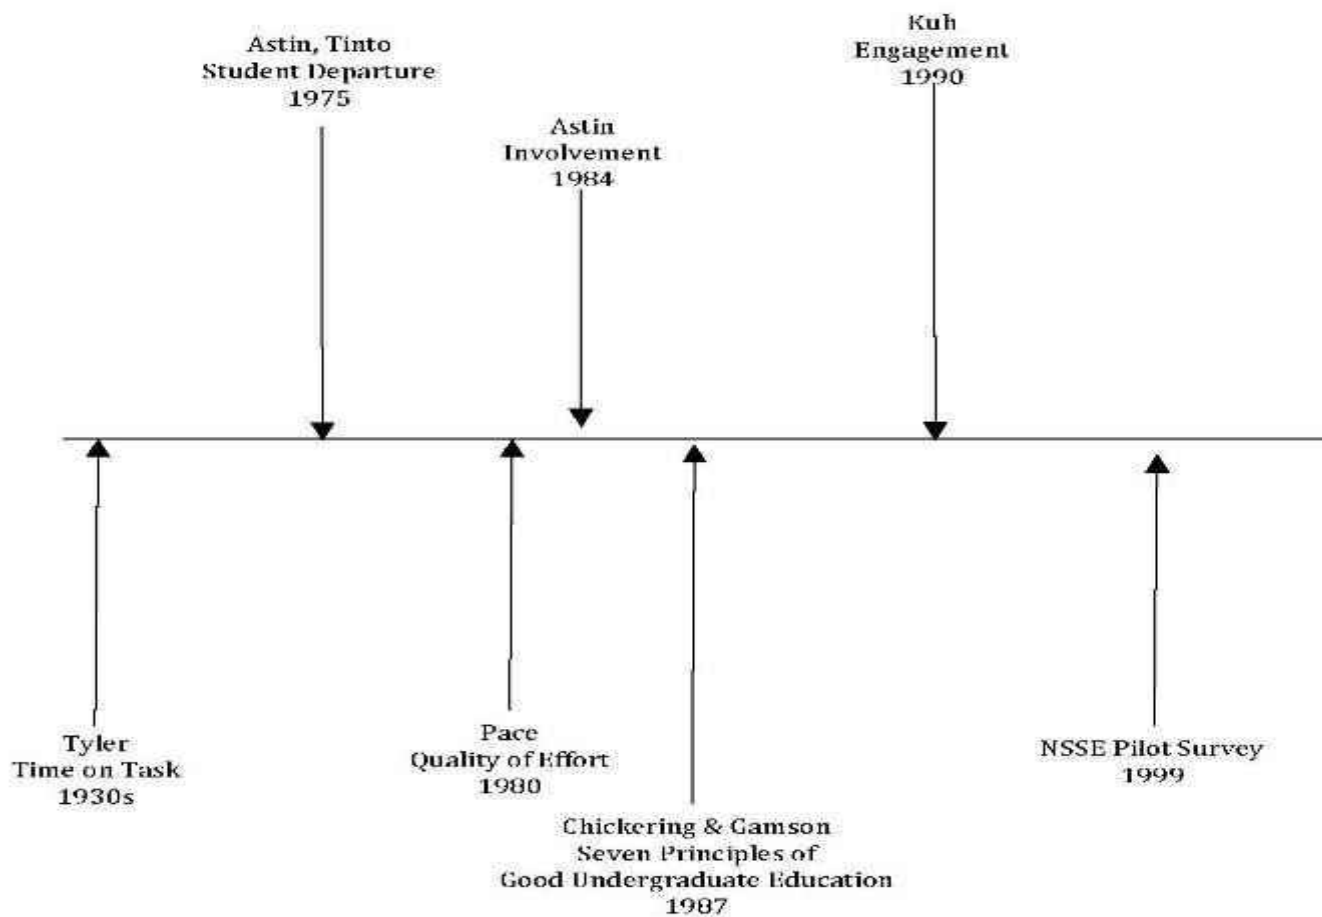 Astin, Tinto
Student Departure
1975
Astin
Involvement
1984
Kuh
Engagement
1990
Tyler
Time on Task
1930s
Pace
Quality of Effort
1980
Chickering & Gamson
Seven Principles of
Good Undergraduate Education
1987
NSSE Pilot Survey
1999